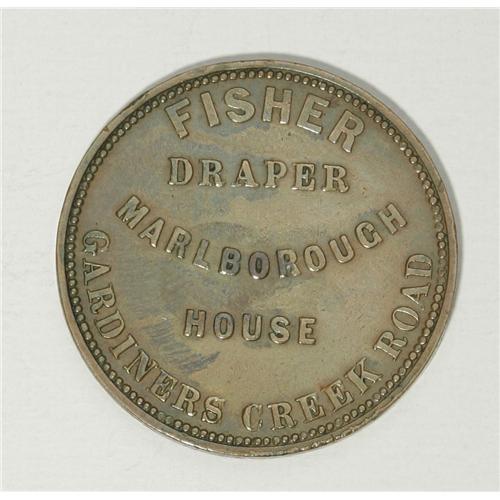 FISHER
DRAPER
MARLBOROUGH
HOUSE
GARDINERS CREEK ROAD